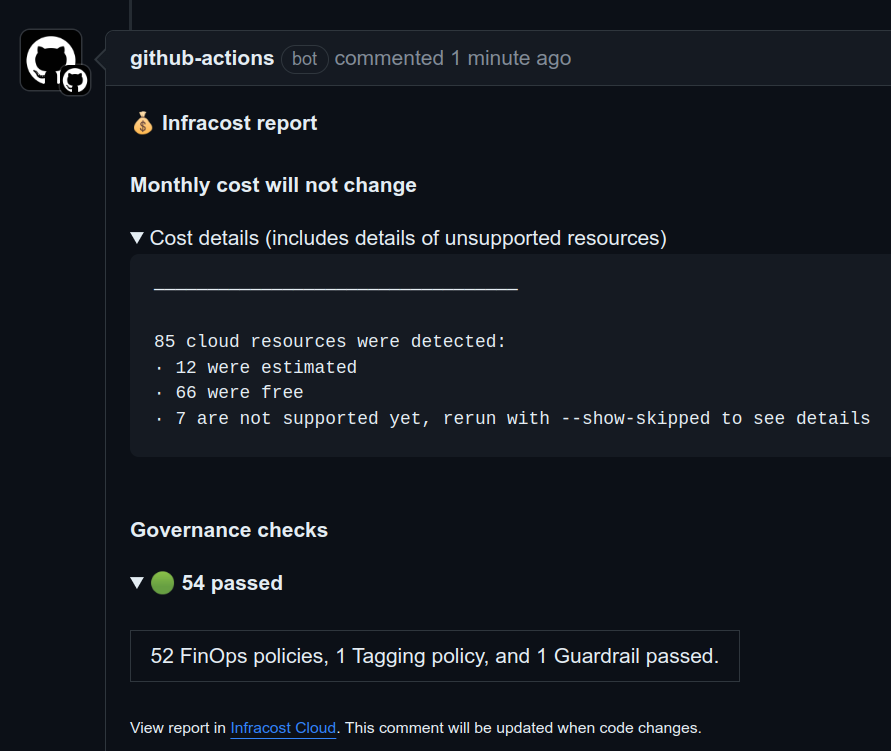 github-actions bot commented 1 minute ago
💰 Infracost report
Monthly cost will not change
▼ Cost details (includes details of unsupported resources)
──────────────────────────────────
85 cloud resources were detected:
∙ 12 were estimated
∙ 66 were free
∙ 7 are not supported yet, rerun with --show-skipped to see details
Governance checks
▼ 🟢 54 passed
52 FinOps policies, 1 Tagging policy, and 1 Guardrail passed.
View report in Infracost Cloud. This comment will be updated when code changes.